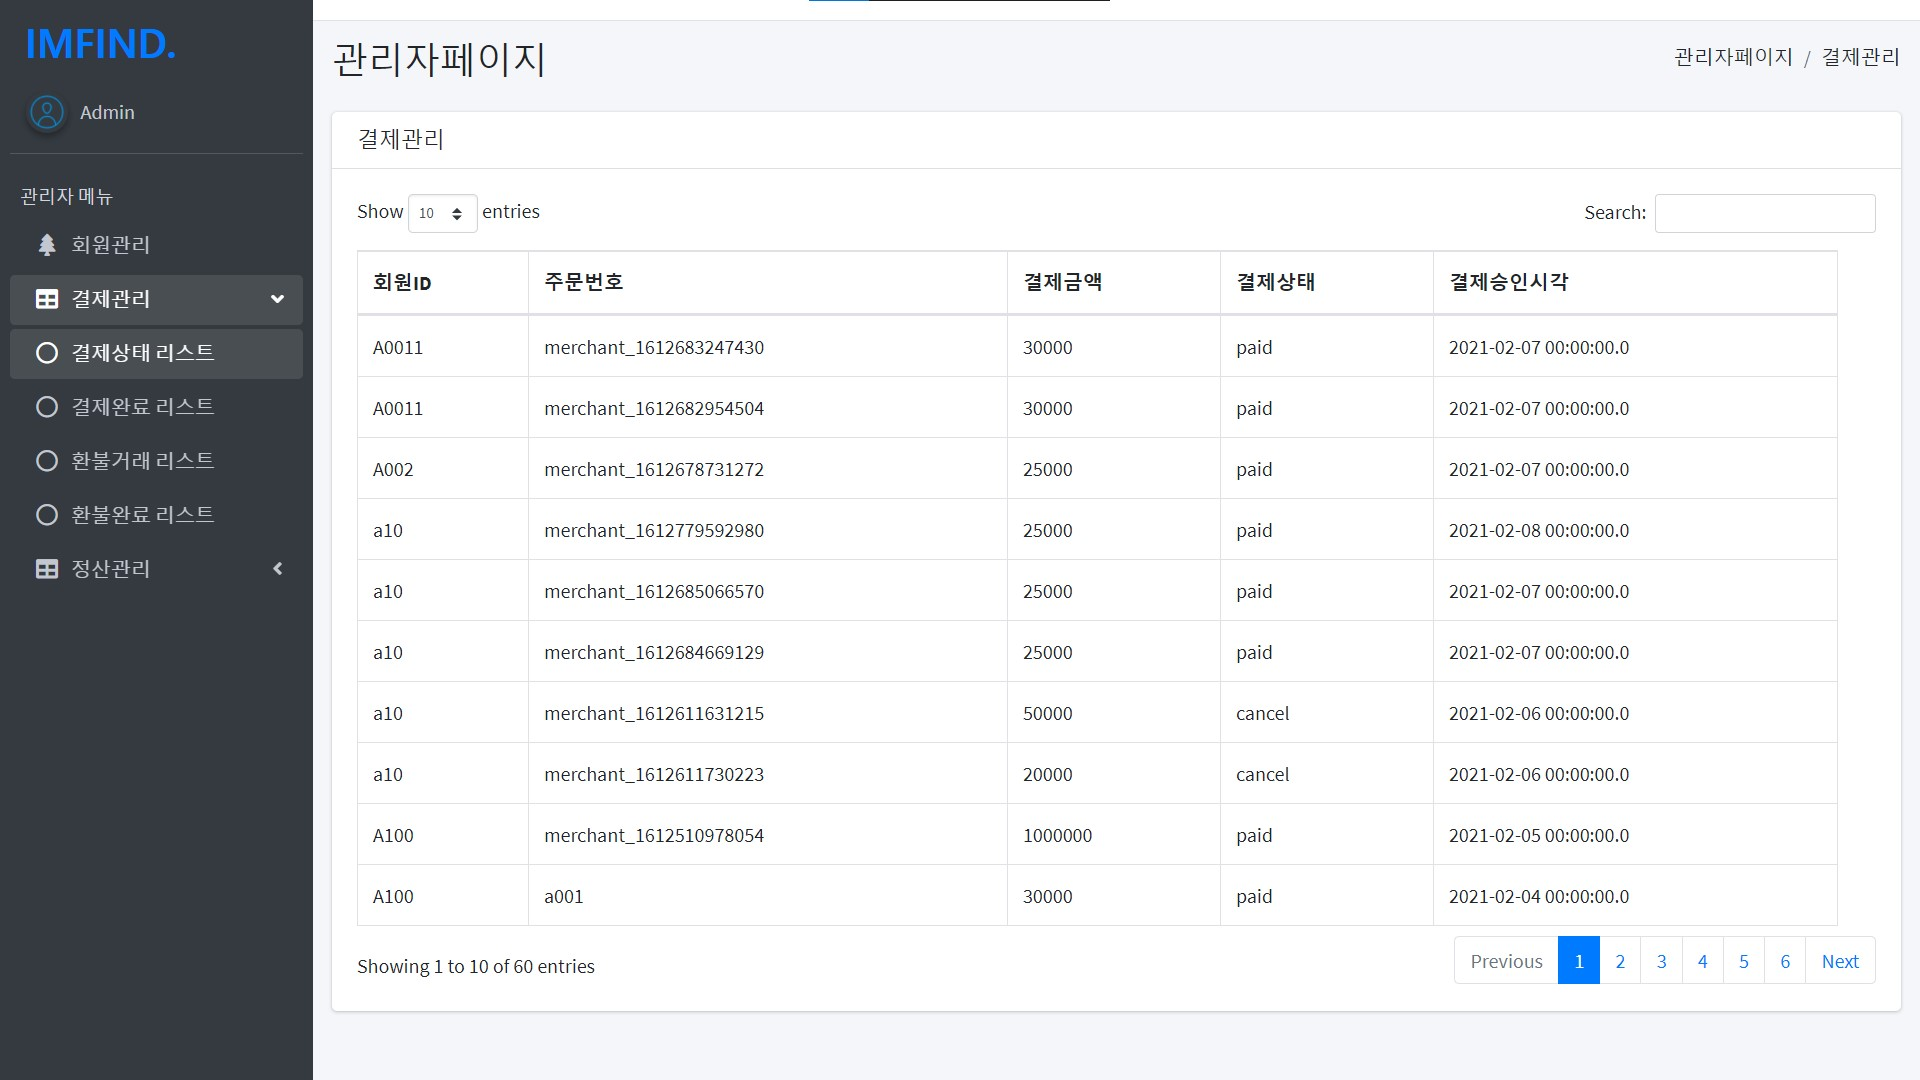 IMFIND.
Admin
관리자 메뉴
회원관리
결제관리
결제상태 리스트
결제완료 리스트
환불거래 리스트
환불완료 리스트
정산관리
관리자페이지
관리자페이지 / 결제관리
결제관리
Show 10 entries
Search:
회원ID 주문번호 결제금액 결제상태 결제승인시각
A0011 merchant_1612683247430 30000 paid 2021-02-07 00:00:00.0
A0011 merchant_1612682954504 30000 paid 2021-02-07 00:00:00.0
A002 merchant_1612678731272 25000 paid 2021-02-07 00:00:00.0
a10 merchant_1612779592980 25000 paid 2021-02-08 00:00:00.0
a10 merchant_1612685066570 25000 paid 2021-02-07 00:00:00.0
a10 merchant_1612684669129 25000 paid 2021-02-07 00:00:00.0
a10 merchant_1612611631215 50000 cancel 2021-02-06 00:00:00.0
a10 merchant_1612611730223 20000 cancel 2021-02-06 00:00:00.0
A100 merchant_1612510978054 1000000 paid 2021-02-05 00:00:00.0
A100 a001 30000 paid 2021-02-04 00:00:00.0
Showing 1 to 10 of 60 entries
Previous 1 2 3 4 5 6 Next